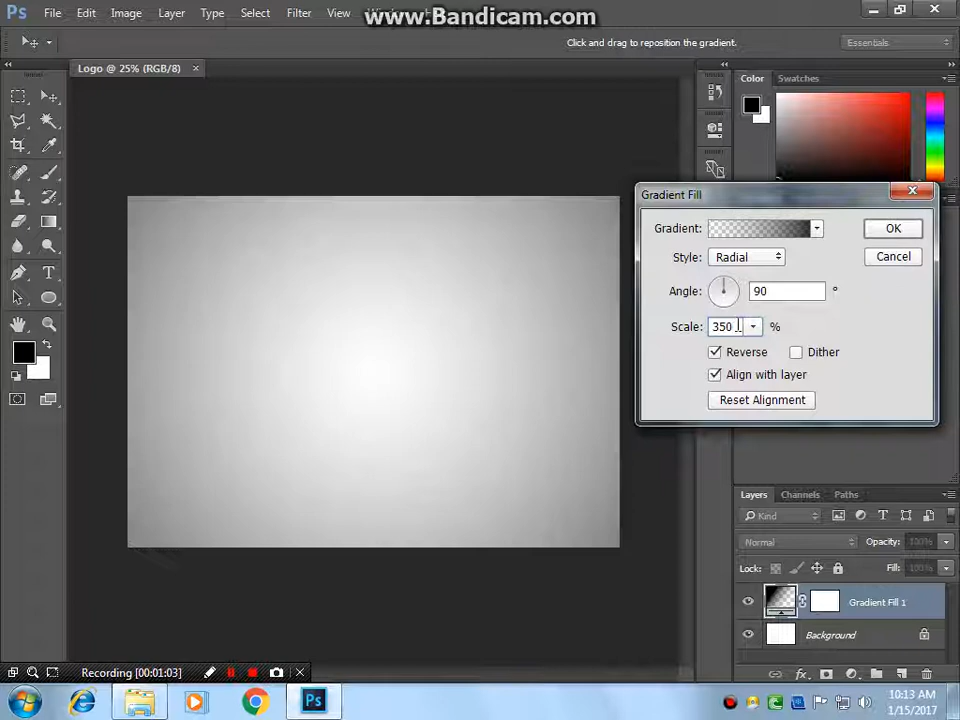 www.Bandicam.com
Ps File Edit Image Layer Type Select Filter View
Click and drag to reposition the gradient.
Essentials
Logo @ 25% (RGB/8) ×
Color Swatches
Gradient Fill
Gradient:
OK
Style: Radial
Cancel
Angle: 90 °
Scale: 350 %
Reverse Dither
Align with layer
Reset Alignment
Layers Channels Paths
Kind
Normal Opacity: 100%
Lock: Fill: 100%
Gradient Fill 1
Background
Recording [00:01:03]
Ps
10:13 AM
1/15/2017